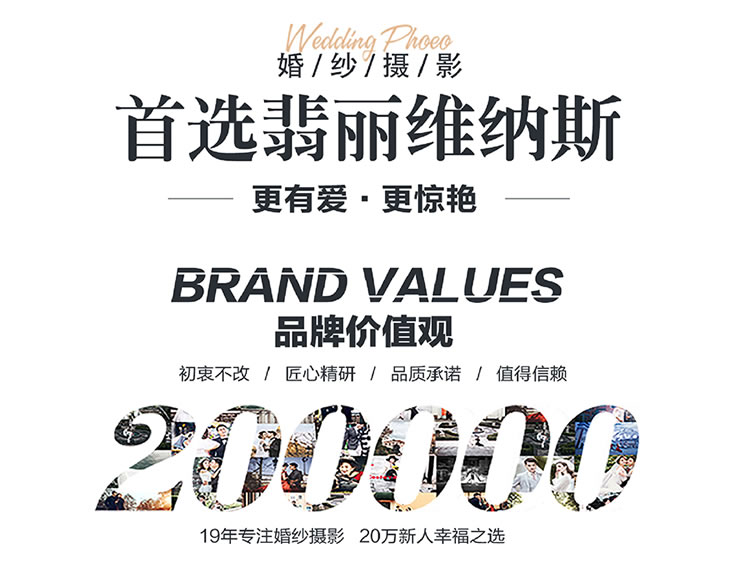 Wedding Phoeo
婚/纱/摄/影
首选翡丽维纳斯
更有爱·更惊艳
BRAND VALUES
品牌价值观
初衷不改 / 匠心精研 / 品质承诺 / 值得信赖
200000
19年专注婚纱摄影 20万新人幸福之选